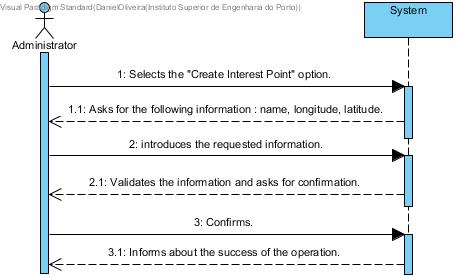 Visual Paradigm Standard(DanielOliveira(Instituto Superior de Engenharia do Porto))
System
Administrator
1: Selects the "Create Interest Point" option.
1.1: Asks for the following information : name, longitude, latitude.
2: introduces the requested information.
2.1: Validates the information and asks for confirmation.
3: Confirms.
3.1: Informs about the success of the operation.